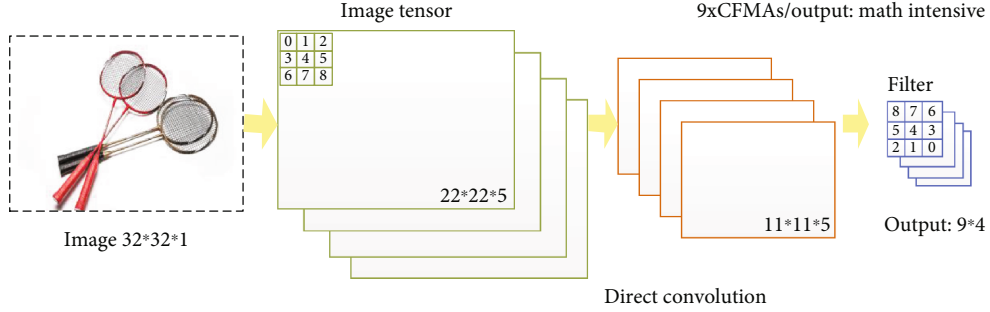 Image tensor
9xCFMAs/output: math intensive
0 1 2
3 4 5
6 7 8
22*22*5
Image 32*32*1
11*11*5
Filter
8 7 6
5 4 3
2 1 0
Output: 9*4
Direct convolution